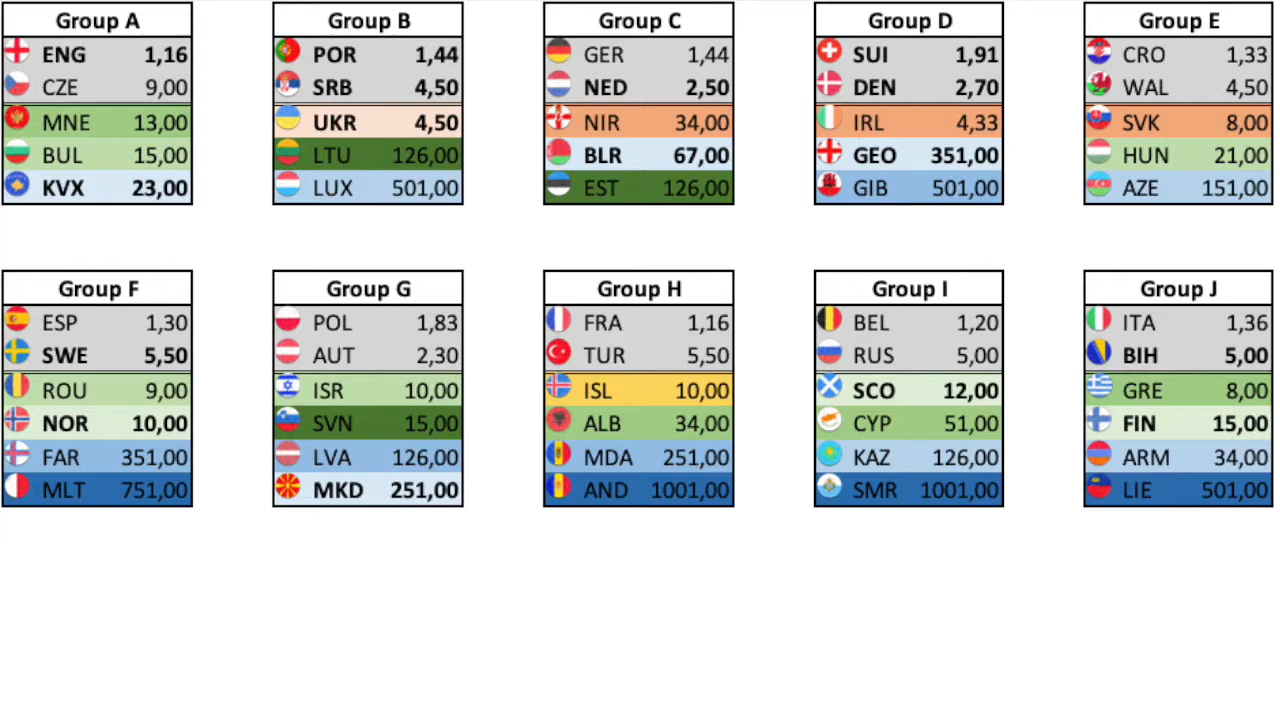 Group A
ENG 1,16
CZE 9,00
MNE 13,00
BUL 15,00
KVX 23,00
Group B
POR 1,44
SRB 4,50
UKR 4,50
LTU 126,00
LUX 501,00
Group C
GER 1,44
NED 2,50
NIR 34,00
BLR 67,00
EST 126,00
Group D
SUI 1,91
DEN 2,70
IRL 4,33
GEO 351,00
GIB 501,00
Group E
CRO 1,33
WAL 4,50
SVK 8,00
HUN 21,00
AZE 151,00
Group F
ESP 1,30
SWE 5,50
ROU 9,00
NOR 10,00
FAR 351,00
MLT 751,00
Group G
POL 1,83
AUT 2,30
ISR 10,00
SVN 15,00
LVA 126,00
MKD 251,00
Group H
FRA 1,16
TUR 5,50
ISL 10,00
ALB 34,00
MDA 251,00
AND 1001,00
Group I
BEL 1,20
RUS 5,00
SCO 12,00
CYP 51,00
KAZ 126,00
SMR 1001,00
Group J
ITA 1,36
BIH 5,00
GRE 8,00
FIN 15,00
ARM 34,00
LIE 501,00